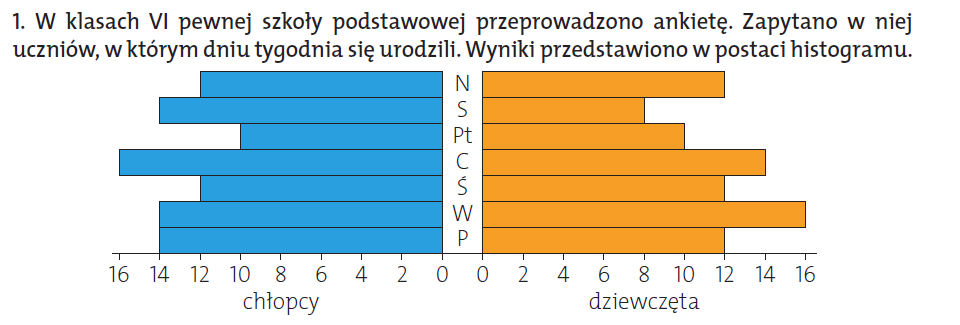 1. W klasach VI pewnej szkoły podstawowej przeprowadzono ankietę. Zapytano w niej
uczniów, w którym dniu tygodnia się urodzili. Wyniki przedstawiono w postaci histogramu.
N
S
Pt
C
Ś
W
P
16 14 12 10 8 6 4 2 0 0 2 4 6 8 10 12 14 16
chłopcy dziewczęta